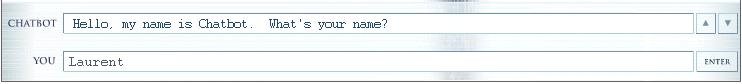 CHATBOT Hello, my name is Chatbot.  What's your name?
YOU Laurent ENTER